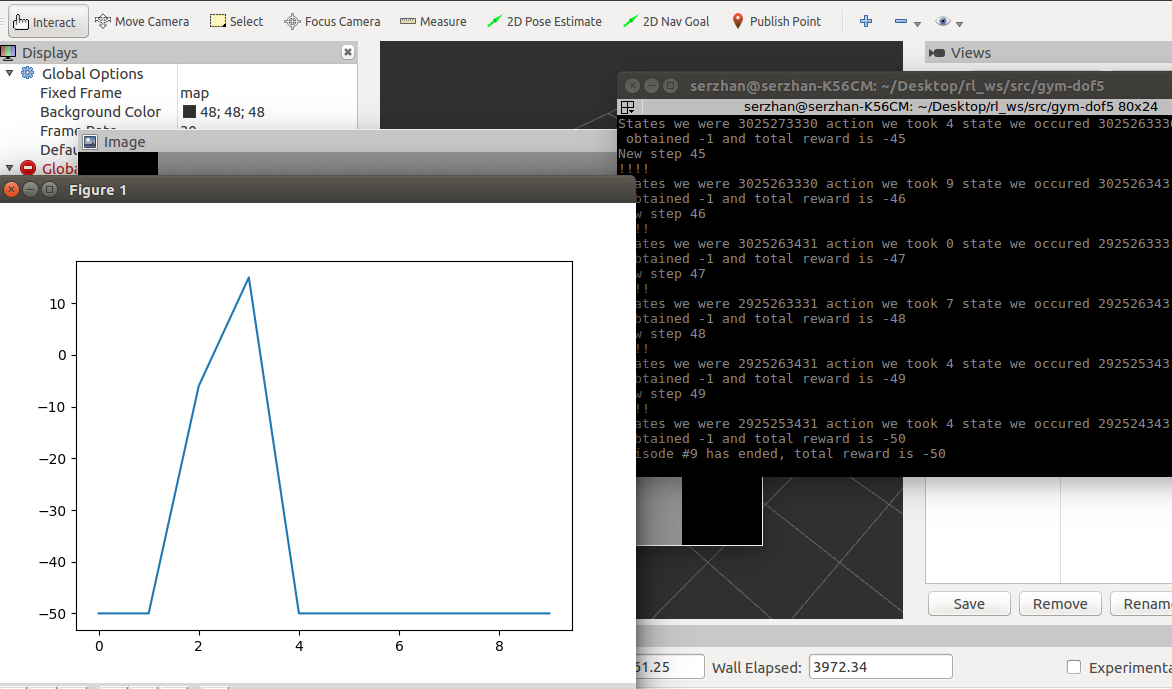 Interact Move Camera Select Focus Camera Measure 2D Pose Estimate 2D Nav Goal Publish Point
Displays
Global Options
Fixed Frame map
Background Color 48; 48; 48
Frame Rate
Image
Figure 1
10
0
−10
−20
−30
−40
−50
0 2 4 6 8
serzhan@serzhan-K56CM: ~/Desktop/rl_ws/src/gym-dof5
serzhan@serzhan-K56CM: ~/Desktop/rl_ws/src/gym-dof5 80x24
States we were 3025273330 action we took 4 state we occured 3025263330
obtained -1 and total reward is -45
New step 45
!!!!
ates we were 3025263330 action we took 9 state we occured 302526343
btained -1 and total reward is -46
w step 46
!!
ates we were 3025263431 action we took 0 state we occured 292526333
btained -1 and total reward is -47
w step 47
!!
ates we were 2925263331 action we took 7 state we occured 292526343
btained -1 and total reward is -48
w step 48
!!
ates we were 2925263431 action we took 4 state we occured 292525343
btained -1 and total reward is -49
w step 49
!!
ates we were 2925253431 action we took 4 state we occured 292524343
btained -1 and total reward is -50
isode #9 has ended, total reward is -50
Views
Save Remove Renam
51.25 Wall Elapsed: 3972.34 Experimenta